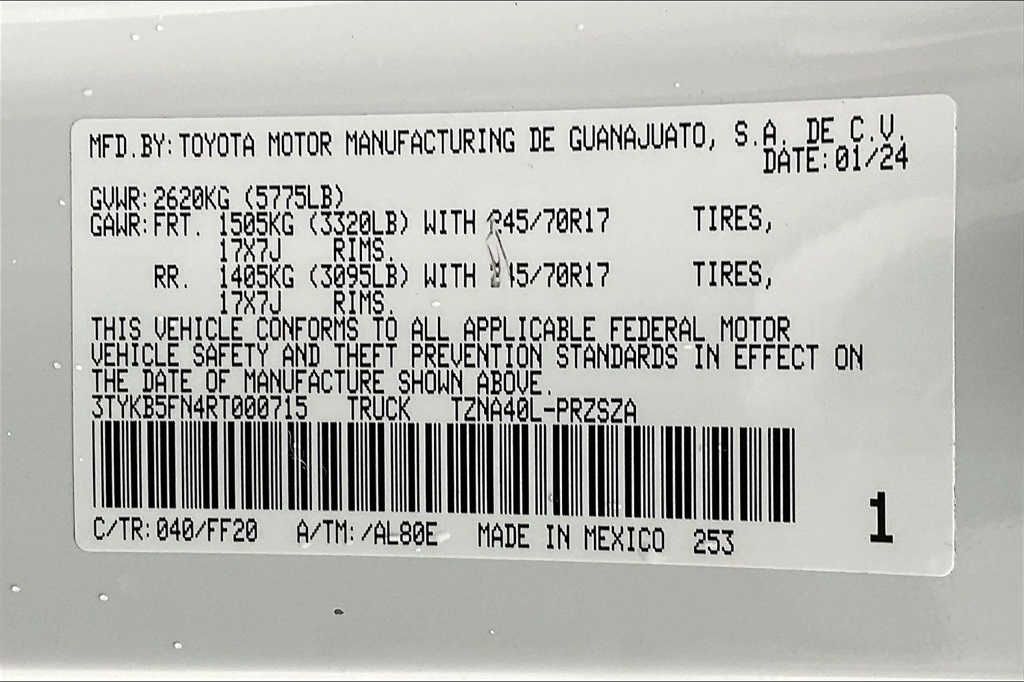 MFD.BY: TOYOTA MOTOR MANUFACTURING DE GUANAJUATO, S.A. DE C.V.
DATE: 01/24
GVWR: 2620KG (5775LB)
GAWR: FRT. 1505KG (3320LB) WITH 245/70R17 TIRES,
17X7J RIMS.
RR. 1405KG (3095LB) WITH 245/70R17 TIRES,
17X7J RIMS.
THIS VEHICLE CONFORMS TO ALL APPLICABLE FEDERAL MOTOR
VEHICLE SAFETY AND THEFT PREVENTION STANDARDS IN EFFECT ON
THE DATE OF MANUFACTURE SHOWN ABOVE.
3TYKB5FN4RT000715 TRUCK TZNA40L-PRZSZA
C/TR: 040/FF20 A/TM: /AL80E MADE IN MEXICO 253
1